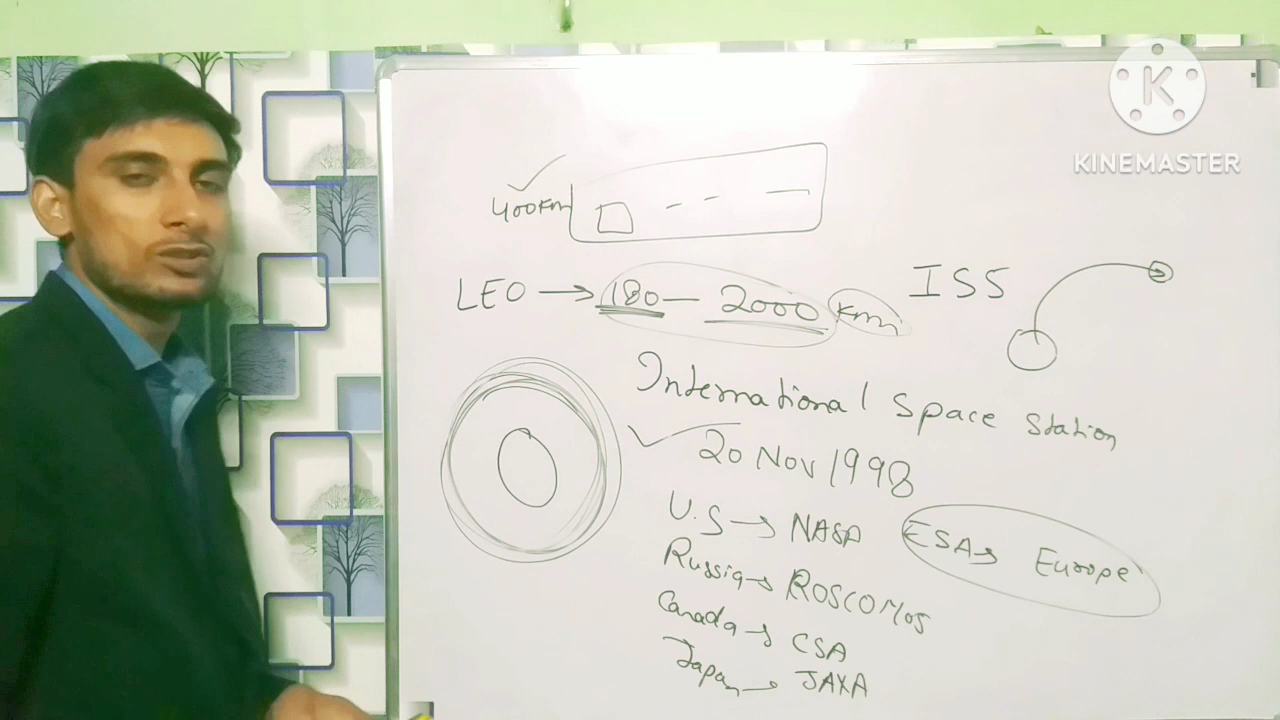 KINEMASTER
400Km
LEO → 180 — 2000 Km
ISS
International Space Station
20 Nov 1998
U.S → NASA
ESA → Europe
Russia → ROSCOMOS
Canada → CSA
Japan → JAXA